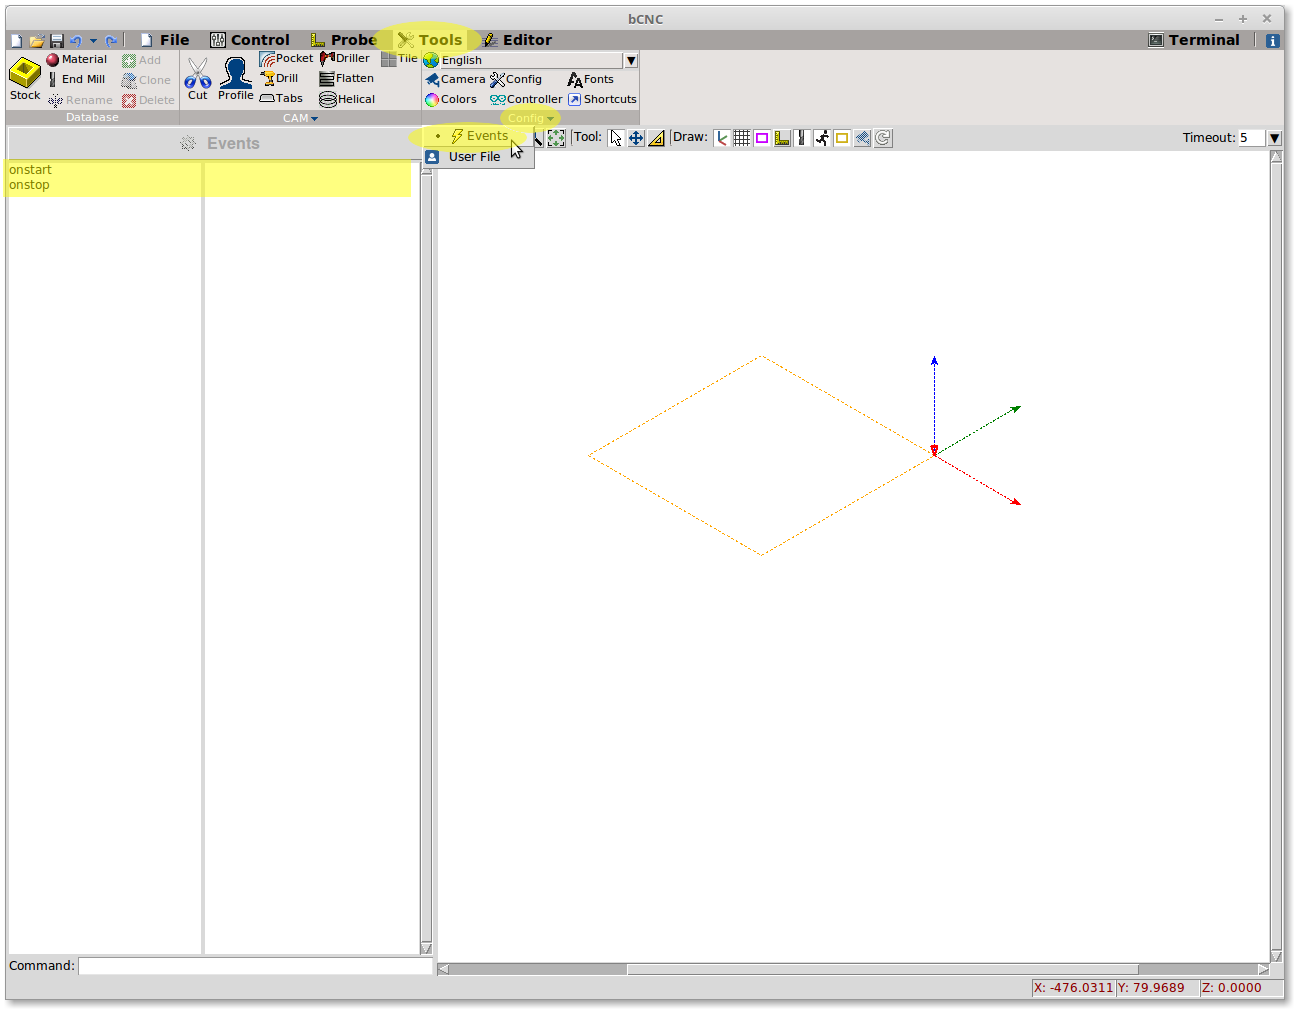 bCNC
File Control Probe Tools Editor Terminal
Stock Material Add
End Mill Clone
Rename Delete
Database
Cut Profile Pocket Driller Tile
Drill Flatten
Tabs Helical
CAM
English
Camera Config Fonts
Colors Controller Shortcuts
Config
Events
Events
User File
Tool: Draw: Timeout: 5
onstart
onstop
Command:
X: -476.0311 Y: 79.9689 Z: 0.0000